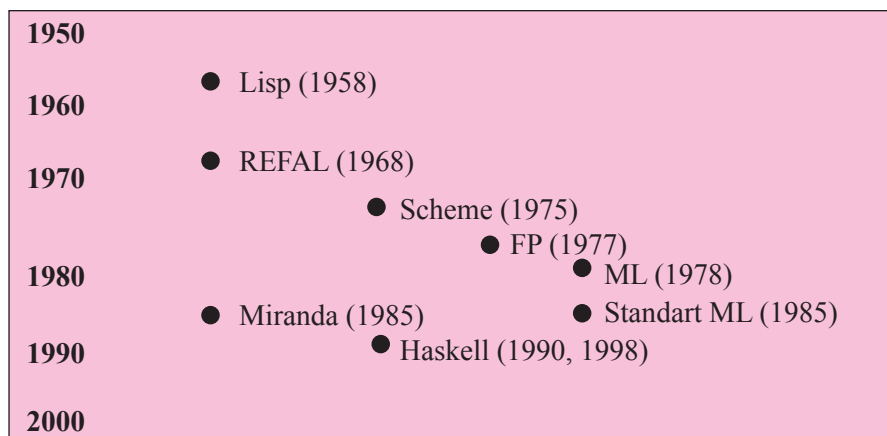 1950
Lisp (1958)
1960
REFAL (1968)
1970
Scheme (1975)
FP (1977)
ML (1978)
1980
Miranda (1985)
Standart ML (1985)
Haskell (1990, 1998)
1990
2000